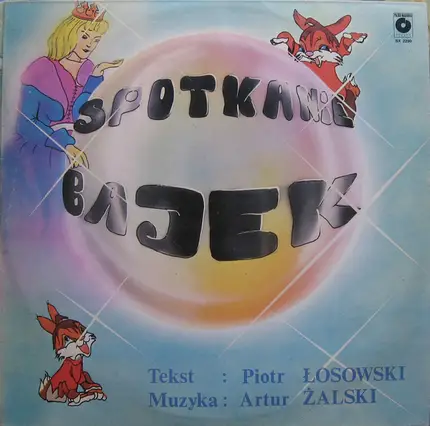 SPOTKANIE
BAJEK
Tekst : Piotr ŁOSOWSKI
Muzyka : Artur ŻALSKI